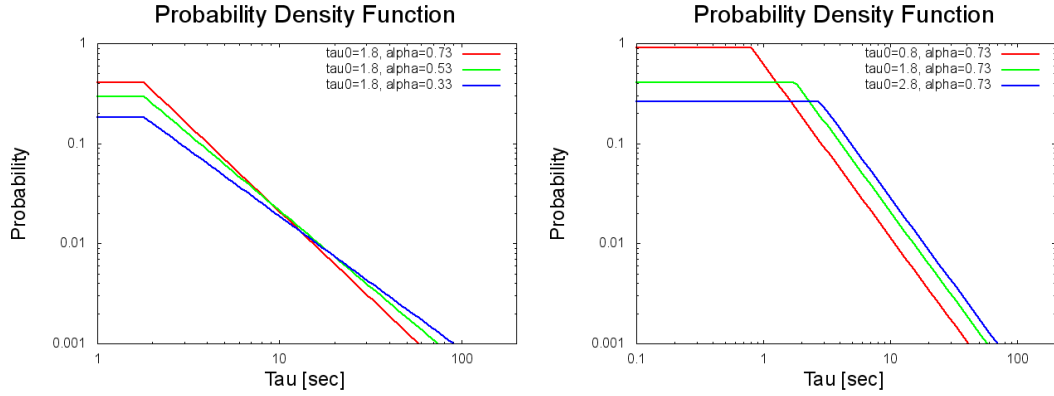 Probability Density Function
1
0.1
0.01
0.001
1
10
100
Probability
Tau [sec]
tau0=1.8, alpha=0.73
tau0=1.8, alpha=0.53
tau0=1.8, alpha=0.33
Probability Density Function
1
0.1
0.01
0.001
0.1
1
10
100
Probability
Tau [sec]
tau0=0.8, alpha=0.73
tau0=1.8, alpha=0.73
tau0=2.8, alpha=0.73